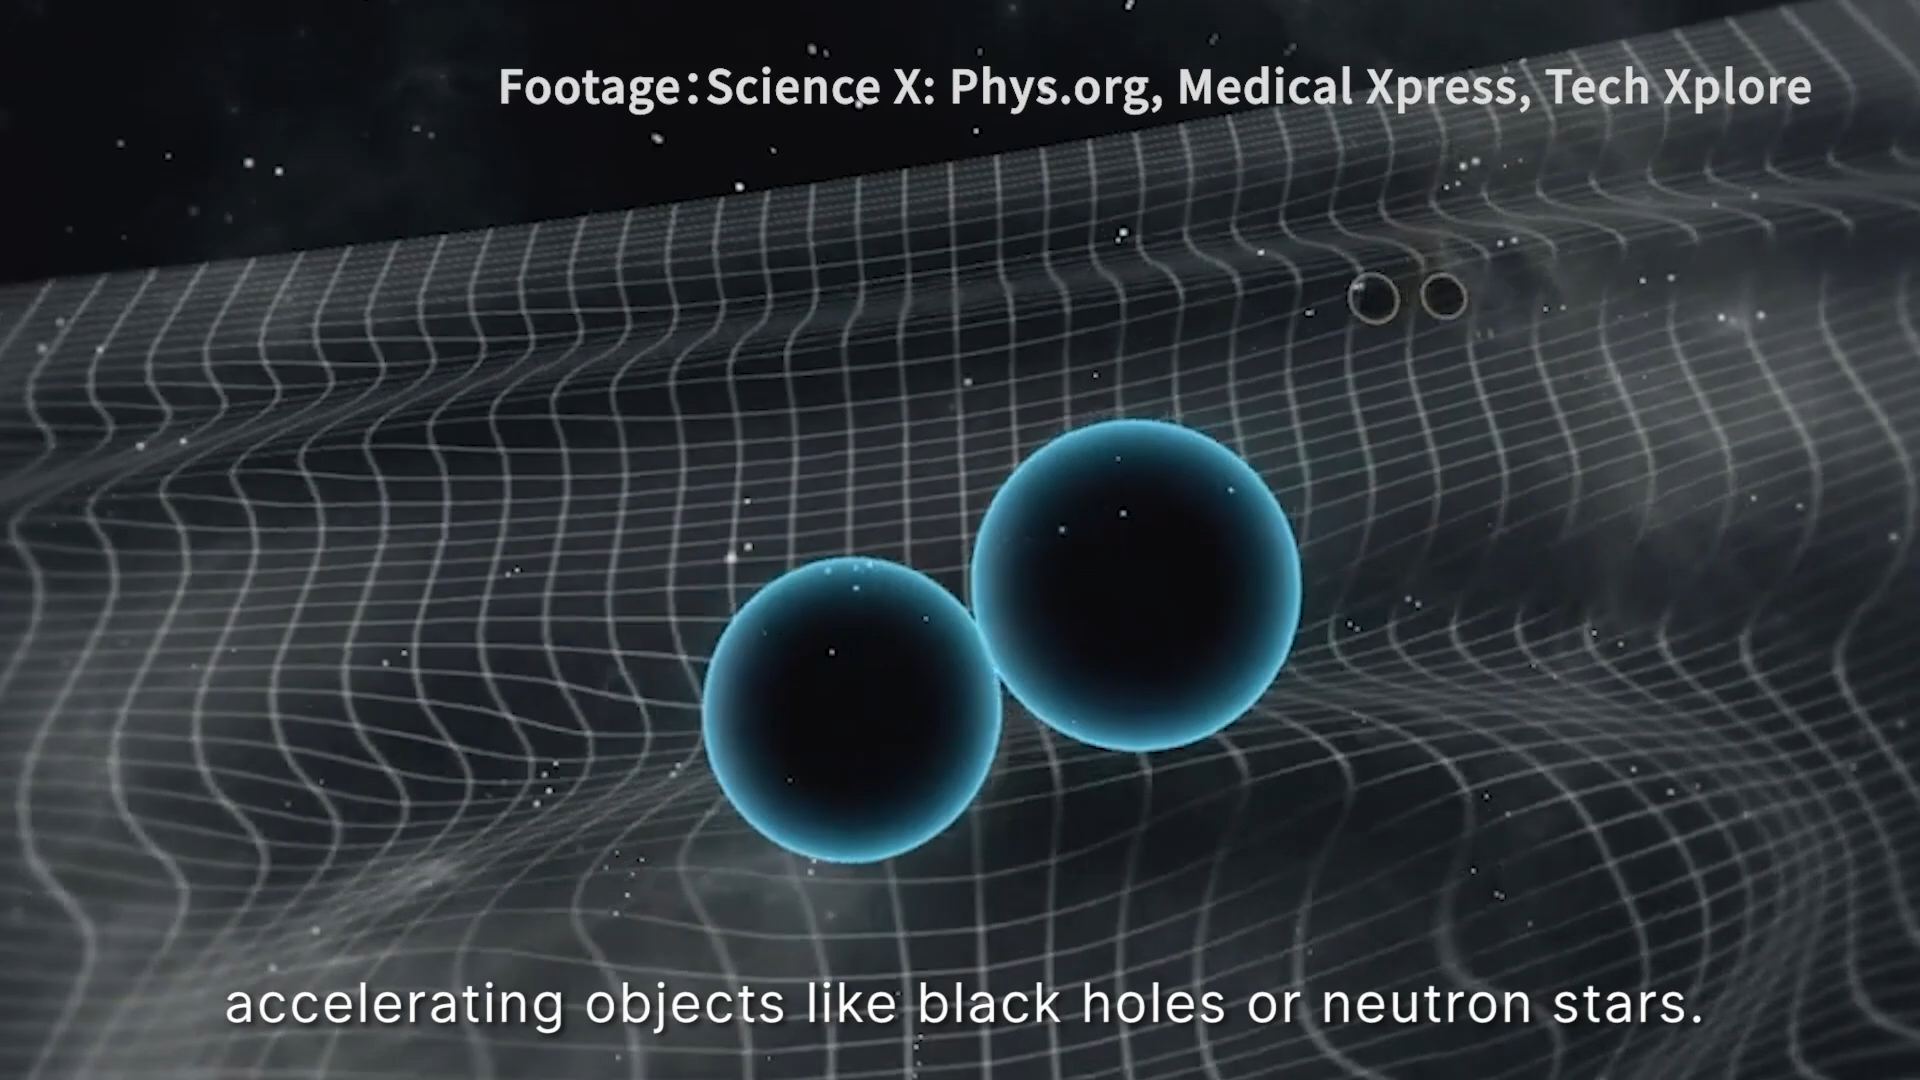 Footage：Science X: Phys.org, Medical Xpress, Tech Xplore
accelerating objects like black holes or neutron stars.